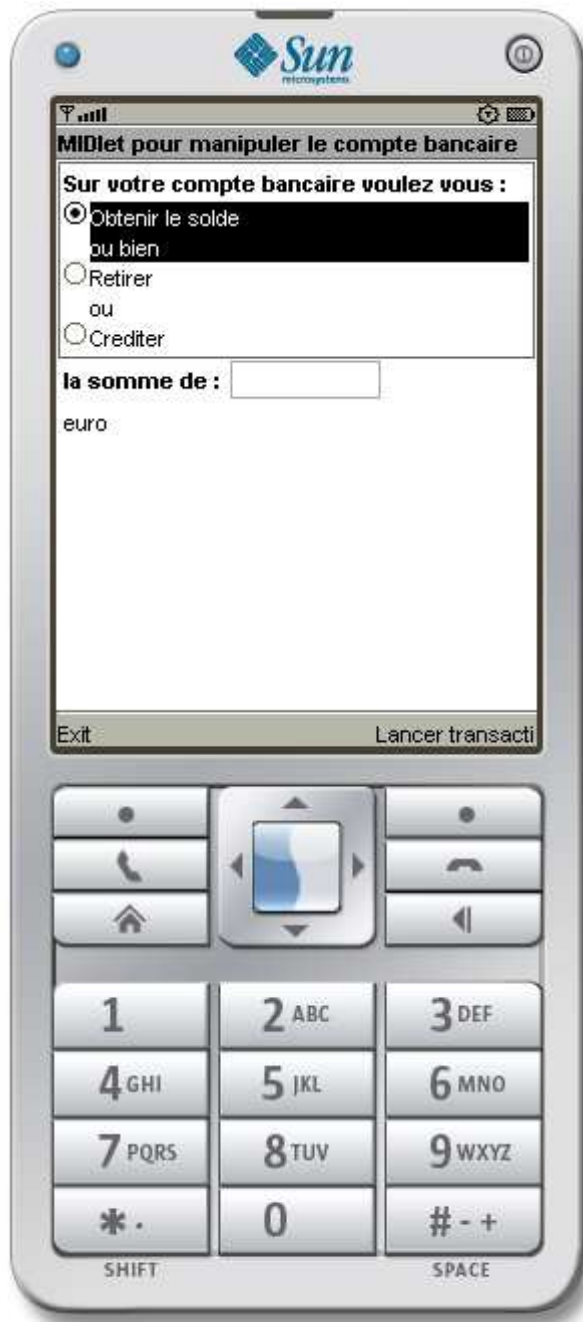 Sun
microsystems
MIDlet pour manipuler le compte bancaire
Sur votre compte bancaire voulez vous :
Obtenir le solde
ou bien
Retirer
ou
Crediter
la somme de :
euro
Exit Lancer transacti
1 2 ABC 3 DEF
4 GHI 5 JKL 6 MNO
7 PQRS 8 TUV 9 WXYZ
* . 0 # - +
SHIFT SPACE